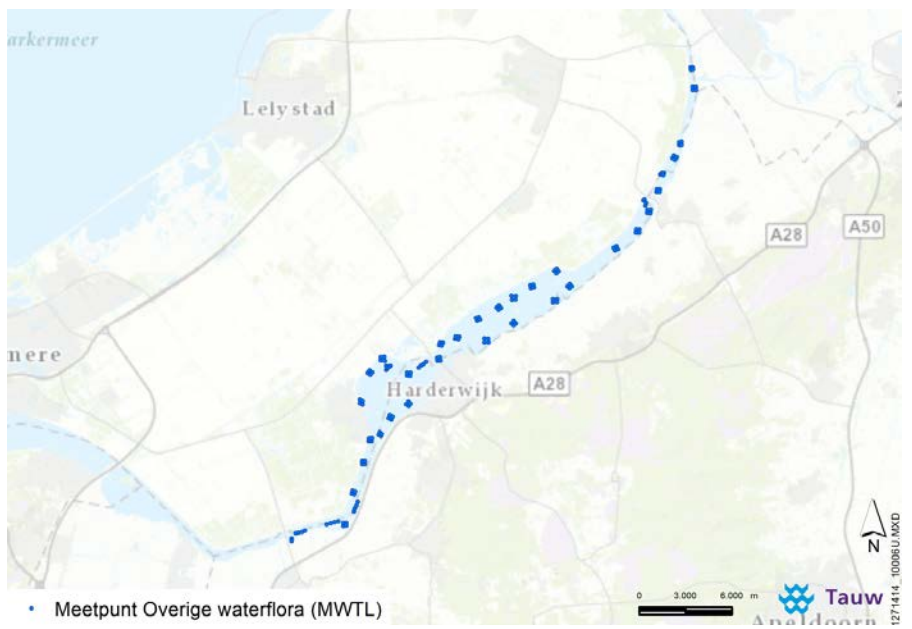 arkermeer
Lelystad
A28
A50
nere
Harderwijk
A28
N
1271414_10006U.MXD
0 3.000 6.000 m
Tauw
Apeldoorn
Meetpunt Overige waterflora (MWTL)